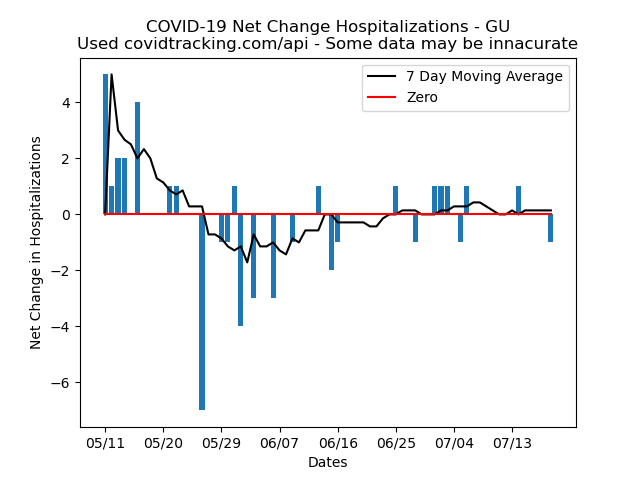 COVID-19 Net Change Hospitalizations - GU
Used covidtracking.com/api - Some data may be innacurate
7 Day Moving Average
Zero
Net Change in Hospitalizations
4
2
0
−2
−4
−6
05/11 05/20 05/29 06/07 06/16 06/25 07/04 07/13
Dates